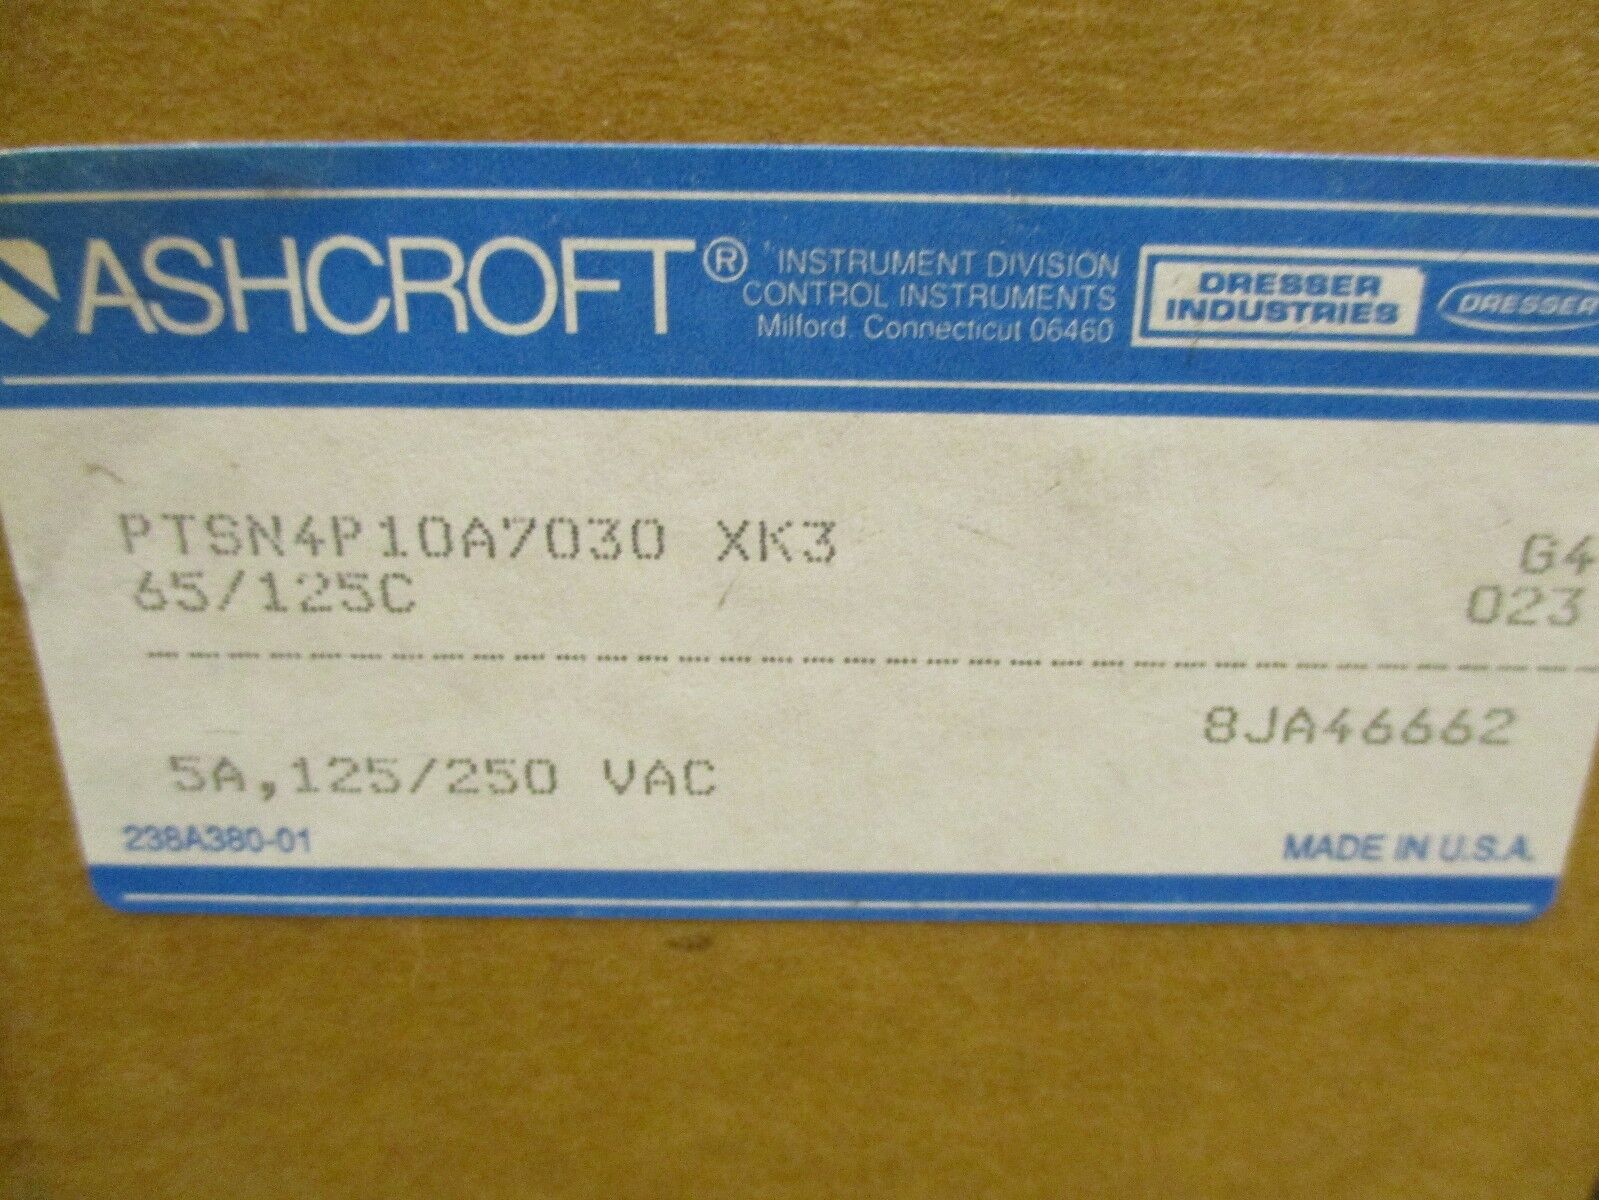 ASHCROFT®
INSTRUMENT DIVISION
CONTROL INSTRUMENTS
Milford, Connecticut 06460
DRESSER
INDUSTRIES
DRESSER
PTSN4P10A7030 XK3
G4
65/125C
023
8JA46662
5A,125/250 VAC
238A380-01
MADE IN U.S.A.